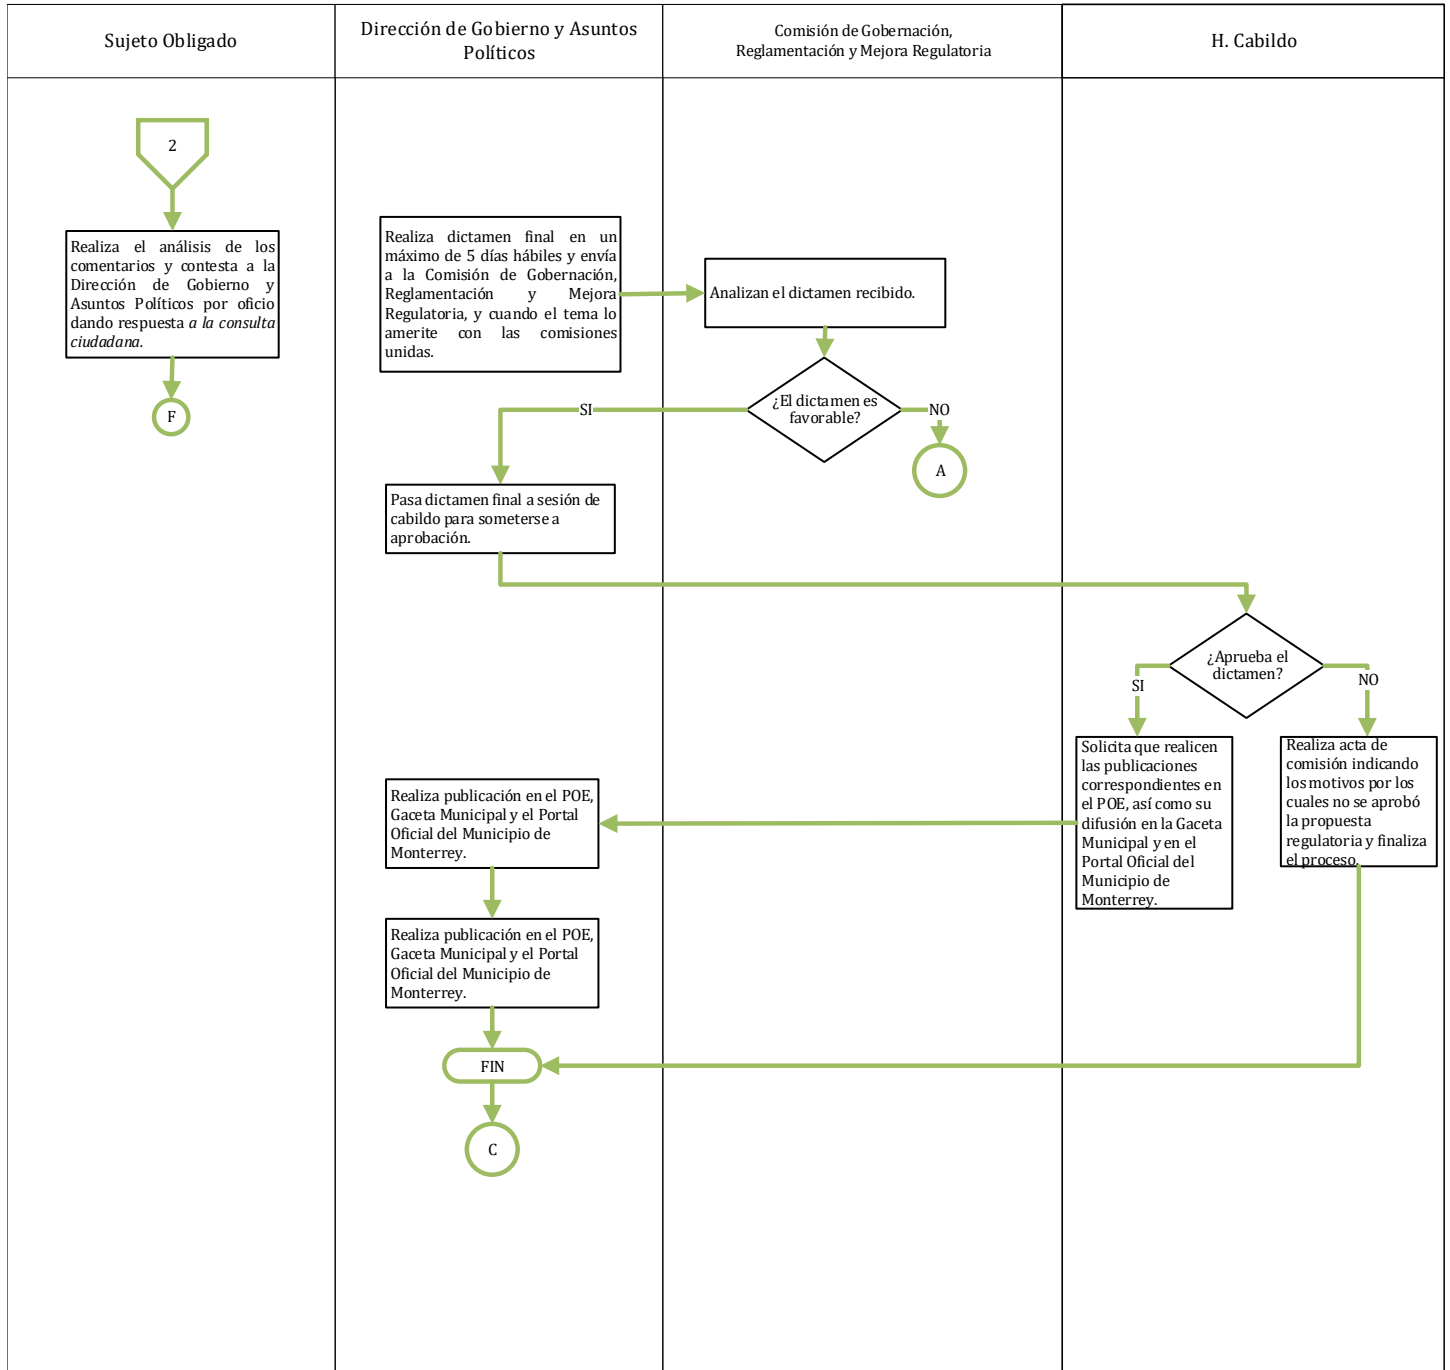 Sujeto Obligado
Dirección de Gobierno y Asuntos
Políticos
Comisión de Gobernación,
Reglamentación y Mejora Regulatoria
H. Cabildo
2
Realiza el análisis de los
comentarios y contesta a la
Dirección de Gobierno y
Asuntos Políticos por oficio
dando respuesta a la consulta
ciudadana.
F
Realiza dictamen final en un
máximo de 5 días hábiles y envía
a la Comisión de Gobernación,
Reglamentación y Mejora
Regulatoria, y cuando el tema lo
amerite con las comisiones
unidas.
Analizan el dictamen recibido.
¿El dictamen es
favorable?
SI
NO
A
Pasa dictamen final a sesión de
cabildo para someterse a
aprobación.
¿Aprueba el
dictamen?
SI
NO
Solicita que realicen
las publicaciones
correspondientes en
el POE, así como su
difusión en la Gaceta
Municipal y en el
Portal Oficial del
Municipio de
Monterrey.
Realiza acta de
comisión indicando
los motivos por los
cuales no se aprobó
la propuesta
regulatoria y finaliza
el proceso.
Realiza publicación en el POE,
Gaceta Municipal y el Portal
Oficial del Municipio de
Monterrey.
Realiza publicación en el POE,
Gaceta Municipal y el Portal
Oficial del Municipio de
Monterrey.
FIN
C